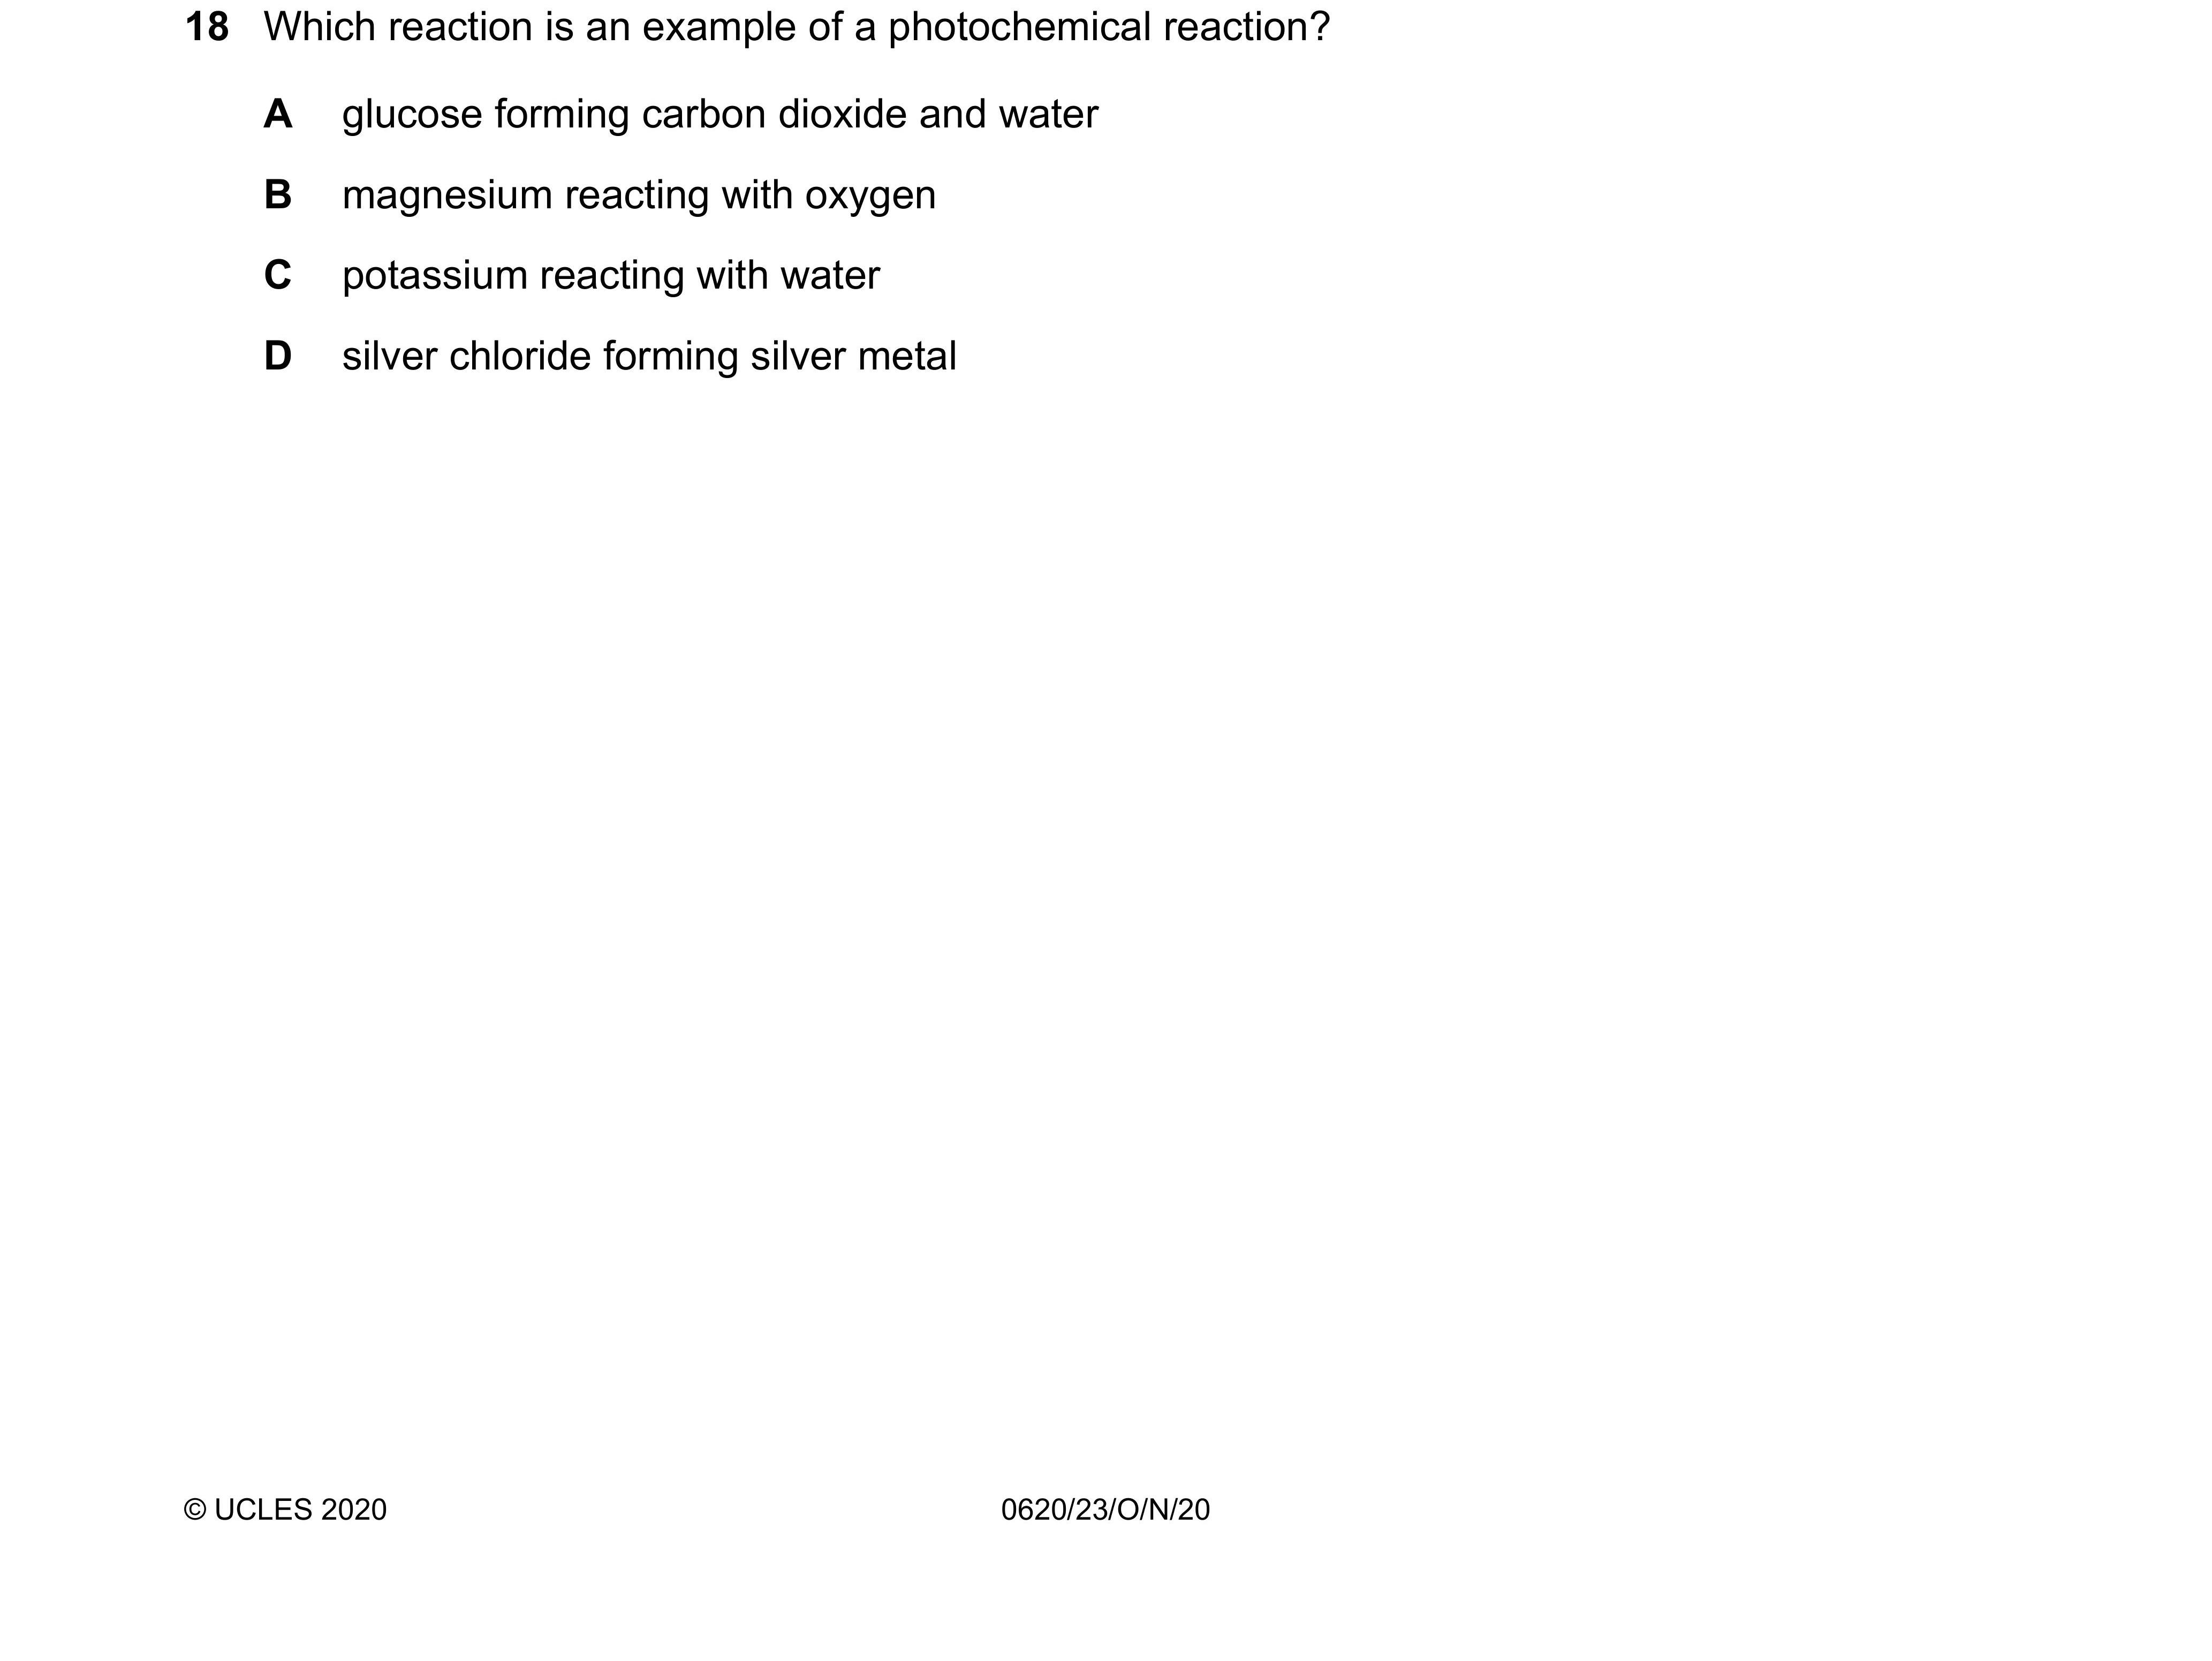 18 Which reaction is an example of a photochemical reaction?
A glucose forming carbon dioxide and water
B magnesium reacting with oxygen
C potassium reacting with water
D silver chloride forming silver metal
© UCLES 2020 0620/23/O/N/20